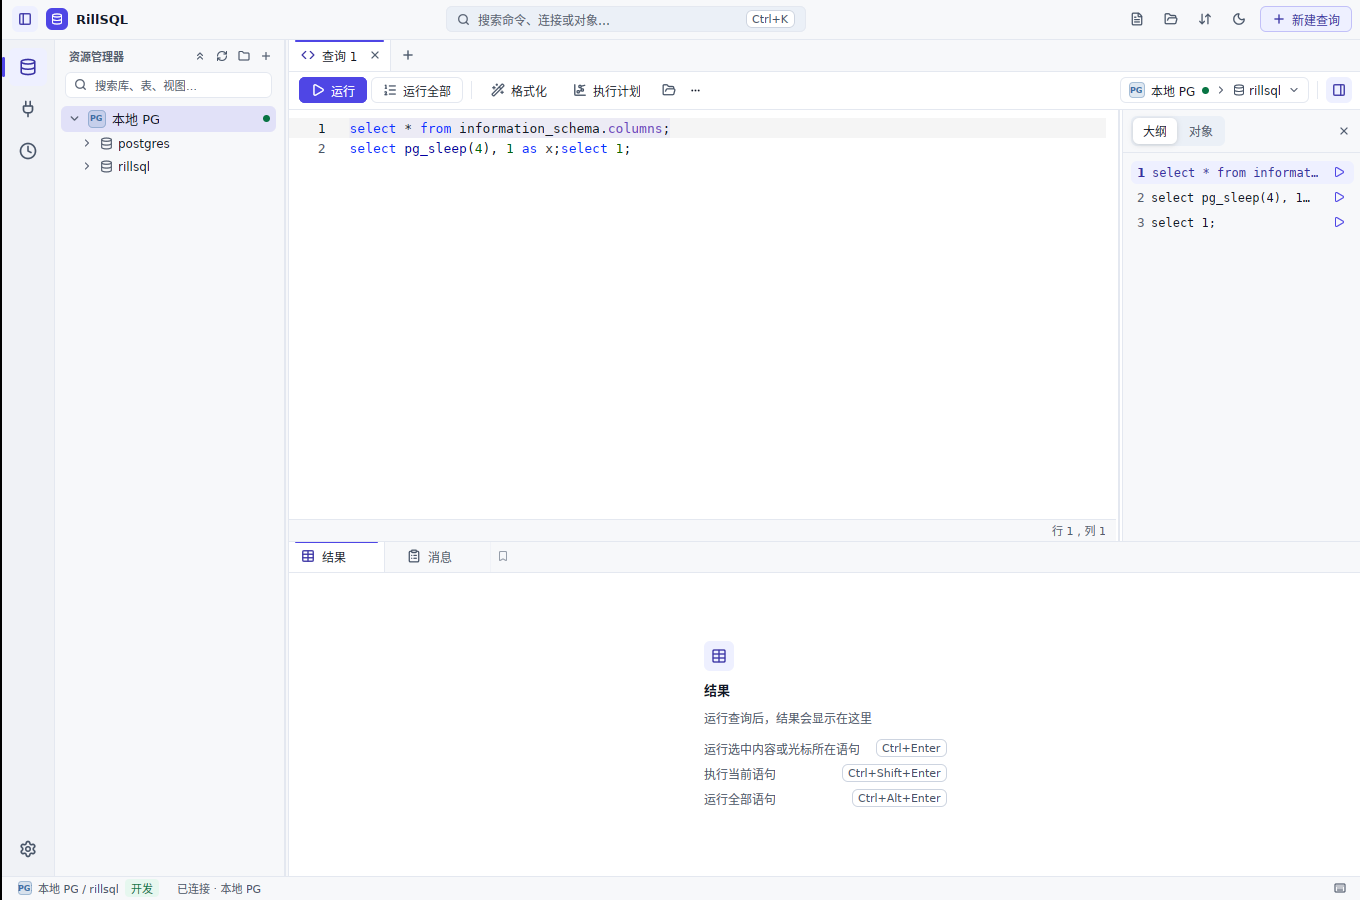 RillSQL
搜索命令、连接或对象… Ctrl+K
新建查询
资源管理器
搜索库、表、视图…
PG 本地 PG
postgres
rillsql
查询 1
运行 运行全部 格式化 执行计划
PG 本地 PG rillsql
1 select * from information_schema.columns;
2 select pg_sleep(4), 1 as x;select 1;
行 1 , 列 1
大纲 对象
1 select * from informat…
2 select pg_sleep(4), 1…
3 select 1;
结果 消息
结果
运行查询后，结果会显示在这里
运行选中内容或光标所在语句 Ctrl+Enter
执行当前语句 Ctrl+Shift+Enter
运行全部语句 Ctrl+Alt+Enter
PG 本地 PG / rillsql 开发 已连接 · 本地 PG